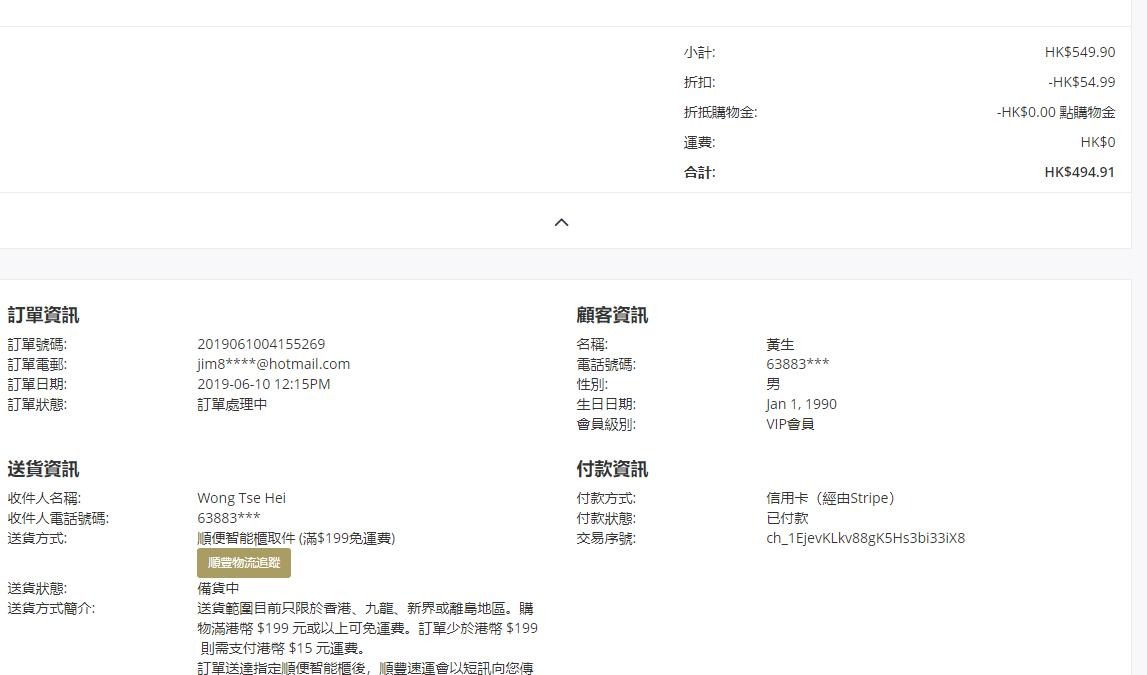 小計: HK$549.90
折扣: -HK$54.99
折抵購物金: -HK$0.00 點購物金
運費: HK$0
合計: HK$494.91
訂單資訊
訂單號碼: 2019061004155269
訂單電郵: jim8****@hotmail.com
訂單日期: 2019-06-10 12:15PM
訂單狀態: 訂單處理中
顧客資訊
名稱: 黃生
電話號碼: 63883***
性別: 男
生日日期: Jan 1, 1990
會員級別: VIP會員
送貨資訊
收件人名稱: Wong Tse Hei
收件人電話號碼: 63883***
送貨方式: 順便智能櫃取件 (滿$199免運費)
順豐物流追蹤
送貨狀態: 備貨中
送貨方式簡介: 送貨範圍目前只限於香港、九龍、新界或離島地區。購
物滿港幣 $199 元或以上可免運費。訂單少於港幣 $199
則需支付港幣 $15 元運費。
訂單送達指定順便智能櫃後，順豐速運會以短訊向您傳
付款資訊
付款方式: 信用卡（經由Stripe）
付款狀態: 已付款
交易序號: ch_1EjevKLkv88gK5Hs3bi33iX8